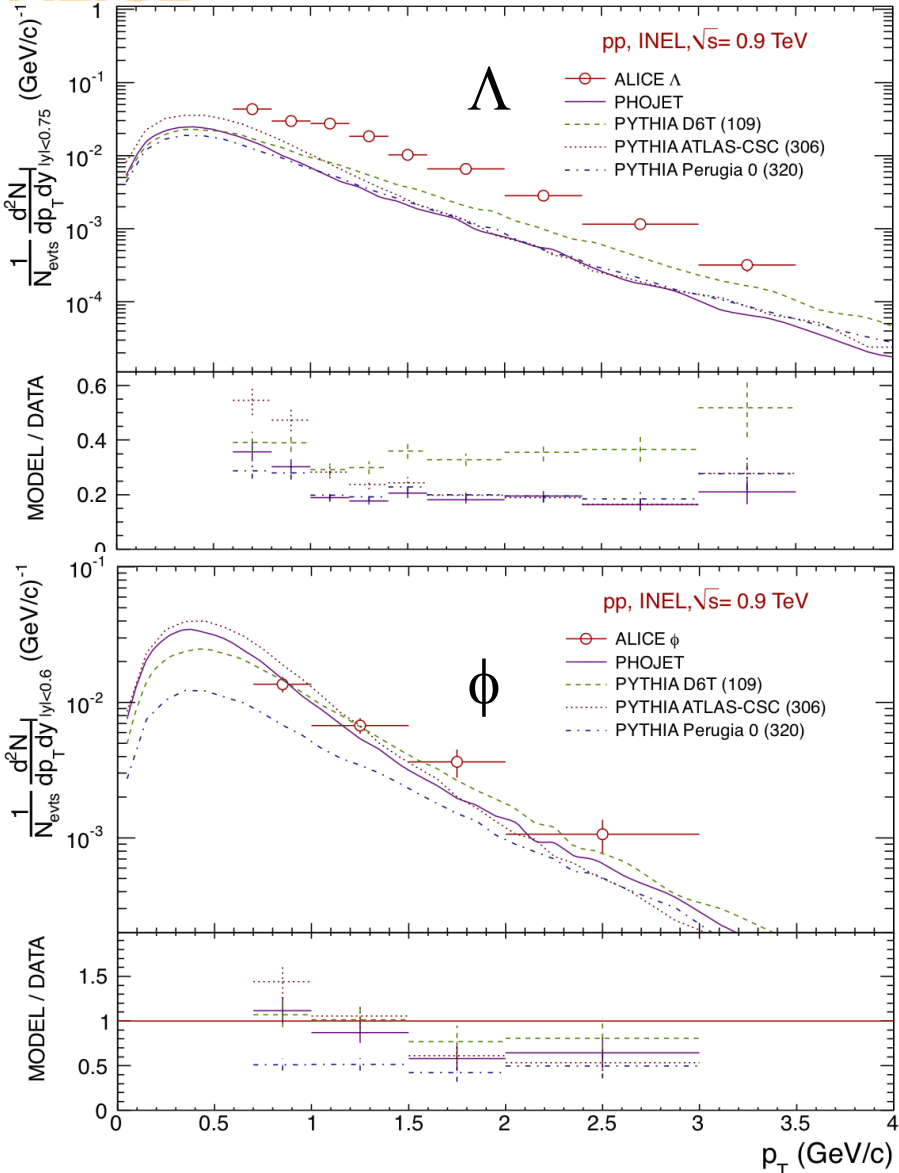 pp, INEL, √s= 0.9 TeV
Λ
ALICE Λ
PHOJET
PYTHIA D6T (109)
PYTHIA ATLAS-CSC (306)
PYTHIA Perugia 0 (320)
1/N_evts d²N/dp_T dy |y|<0.75 (GeV/c)⁻¹
1
10⁻¹
10⁻²
10⁻³
10⁻⁴
MODEL / DATA
0.6
0.4
0.2
0
pp, INEL, √s= 0.9 TeV
ϕ
ALICE ϕ
PHOJET
PYTHIA D6T (109)
PYTHIA ATLAS-CSC (306)
PYTHIA Perugia 0 (320)
1/N_evts d²N/dp_T dy |y|<0.6 (GeV/c)⁻¹
10⁻¹
10⁻²
10⁻³
MODEL / DATA
1.5
1
0.5
0
0 0.5 1 1.5 2 2.5 3 3.5 4
p_T (GeV/c)